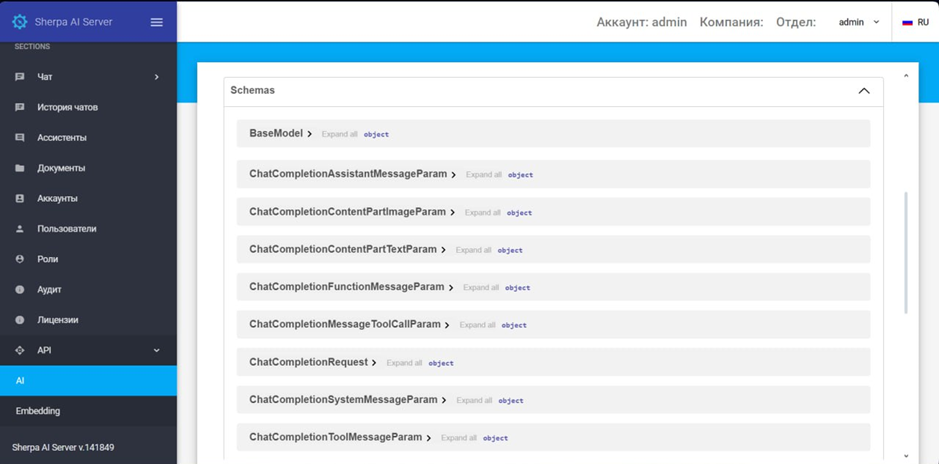 Sherpa AI Server
Аккаунт: admin Компания: Отдел: admin RU
SECTIONS
Чат
История чатов
Ассистенты
Документы
Аккаунты
Пользователи
Роли
Аудит
Лицензии
API
AI
Embedding
Sherpa AI Server v.141849
Schemas
BaseModel Expand all object
ChatCompletionAssistantMessageParam Expand all object
ChatCompletionContentPartImageParam Expand all object
ChatCompletionContentPartTextParam Expand all object
ChatCompletionFunctionMessageParam Expand all object
ChatCompletionMessageToolCallParam Expand all object
ChatCompletionRequest Expand all object
ChatCompletionSystemMessageParam Expand all object
ChatCompletionToolMessageParam Expand all object